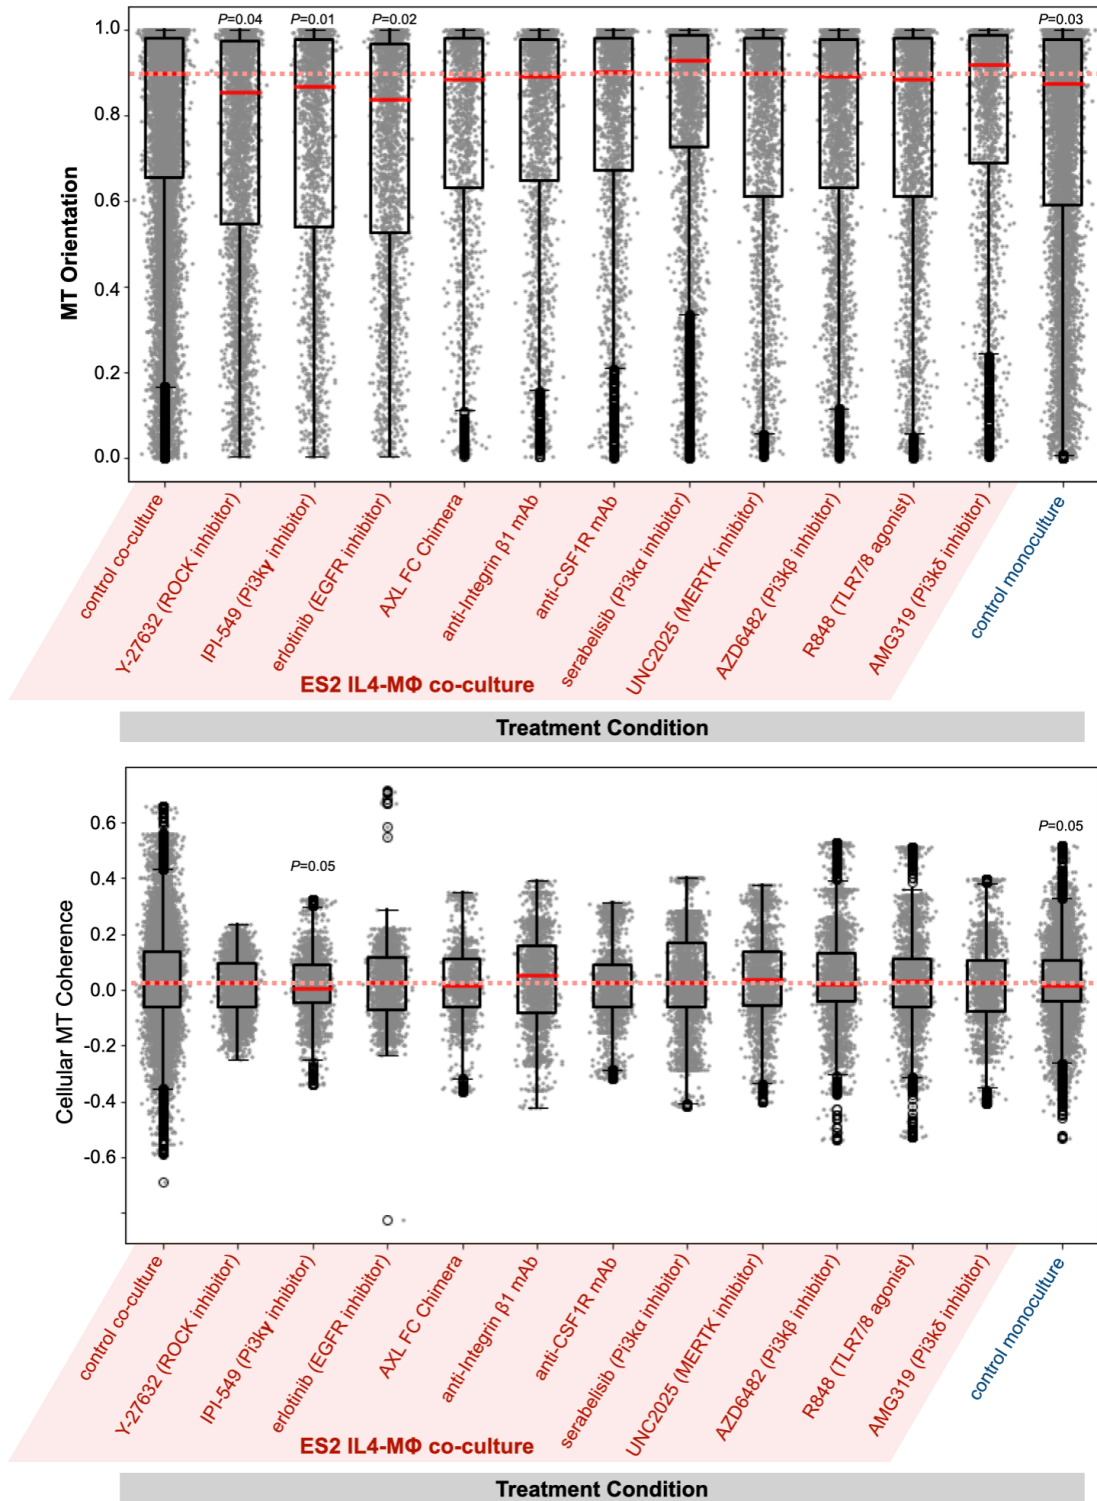 P=0.04 P=0.01 P=0.02 P=0.03
1.0
0.8
0.6
0.4
0.2
0.0
MT Orientation
control co-culture
Y-27632 (ROCK inhibitor)
IPI-549 (Pi3kγ inhibitor)
erlotinib (EGFR inhibitor)
AXL FC Chimera
anti-Integrin β1 mAb
anti-CSF1R mAb
serabelisib (Pi3kα inhibitor)
UNC2025 (MERTK inhibitor)
AZD6482 (Pi3kβ inhibitor)
R848 (TLR7/8 agonist)
AMG319 (Pi3kδ inhibitor)
control monoculture
ES2 IL4-MΦ co-culture
Treatment Condition
P=0.05 P=0.05
0.6
0.4
0.2
0.0
-0.2
-0.4
-0.6
Cellular MT Coherence
control co-culture
Y-27632 (ROCK inhibitor)
IPI-549 (Pi3kγ inhibitor)
erlotinib (EGFR inhibitor)
AXL FC Chimera
anti-Integrin β1 mAb
anti-CSF1R mAb
serabelisib (Pi3kα inhibitor)
UNC2025 (MERTK inhibitor)
AZD6482 (Pi3kβ inhibitor)
R848 (TLR7/8 agonist)
AMG319 (Pi3kδ inhibitor)
control monoculture
ES2 IL4-MΦ co-culture
Treatment Condition